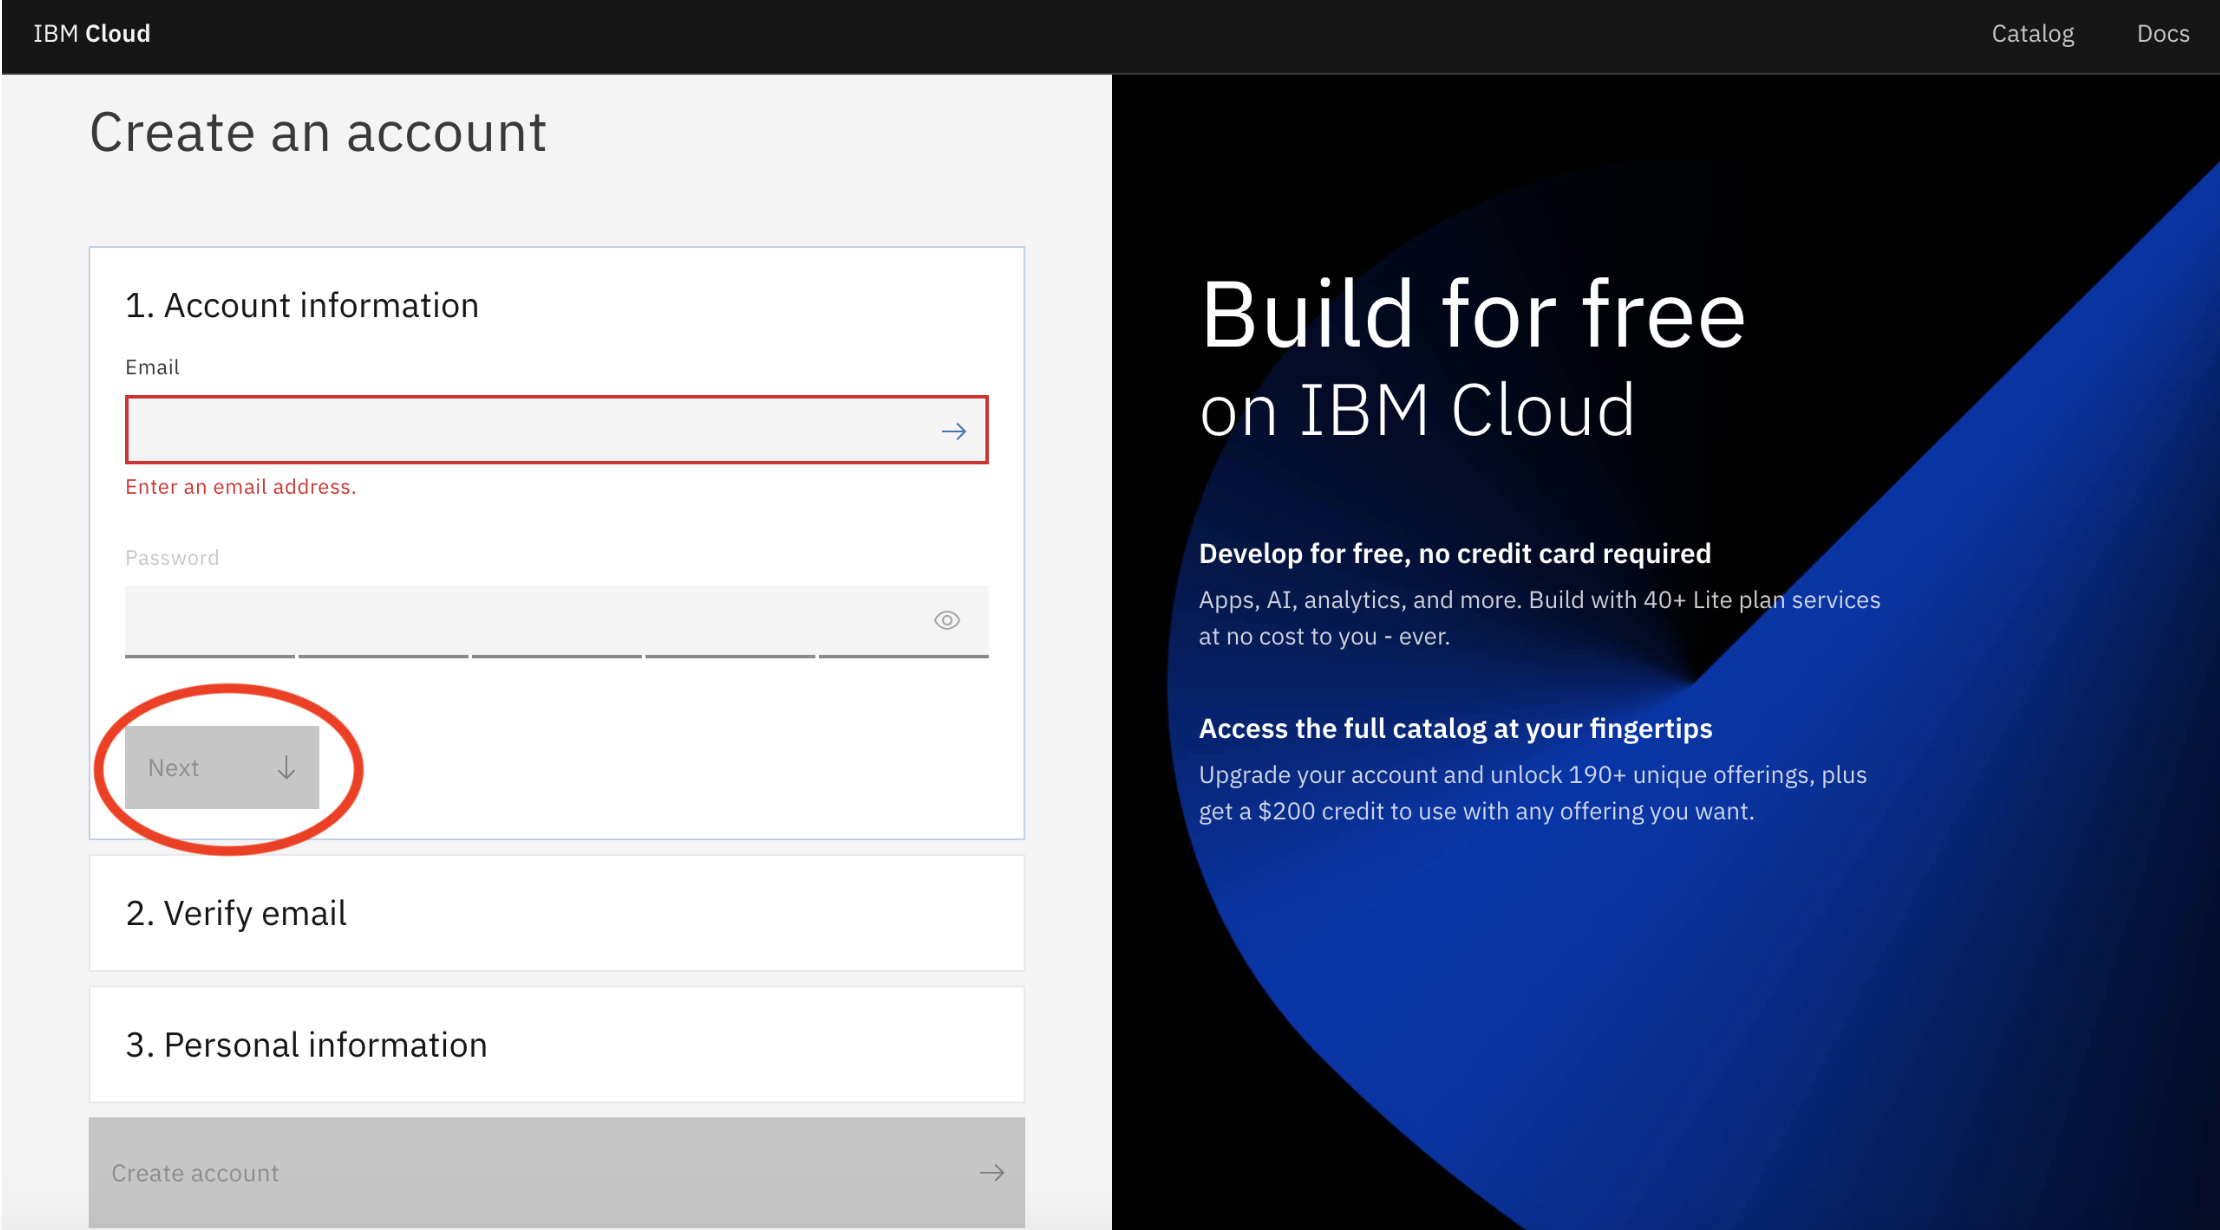 IBM Cloud
Catalog
Docs
Create an account
1. Account information
Email
Enter an email address.
Password
Next
2. Verify email
3. Personal information
Create account
Build for free
on IBM Cloud
Develop for free, no credit card required
Apps, AI, analytics, and more. Build with 40+ Lite plan services
at no cost to you - ever.
Access the full catalog at your fingertips
Upgrade your account and unlock 190+ unique offerings, plus
get a $200 credit to use with any offering you want.